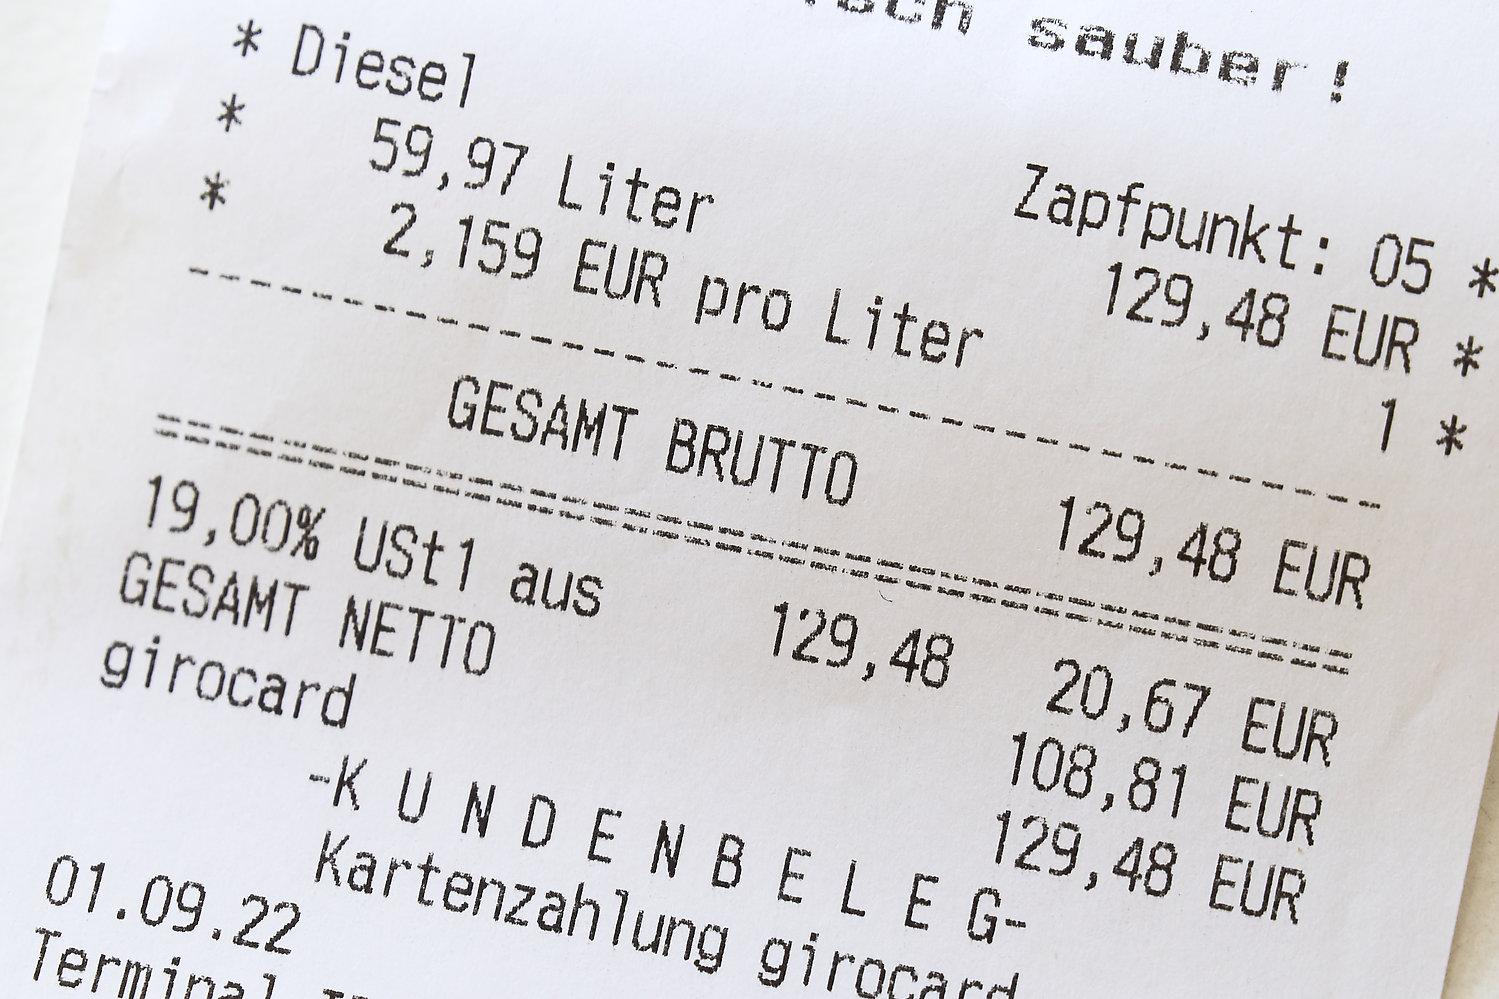 sauber!
* Diesel
Zapfpunkt: 05 *
* 59,97 Liter 129,48 EUR *
* 2,159 EUR pro Liter 1 *
--------------------------------
GESAMT BRUTTO 129,48 EUR
================================
19,00% USt1 aus 129,48 20,67 EUR
GESAMT NETTO 108,81 EUR
girocard 129,48 EUR
-K U N D E N B E L E G-
Kartenzahlung girocard
01.09.22
Terminal